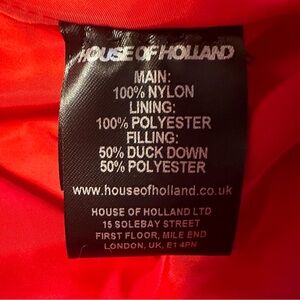 HOUSE OF HOLLAND
MAIN:
100% NYLON
LINING:
100% POLYESTER
FILLING:
50% DUCK DOWN
50% POLYESTER
www.houseofholland.co.uk
HOUSE OF HOLLAND LTD
15 SOLEBAY STREET
FIRST FLOOR, MILE END
LONDON, UK, E1 4PN